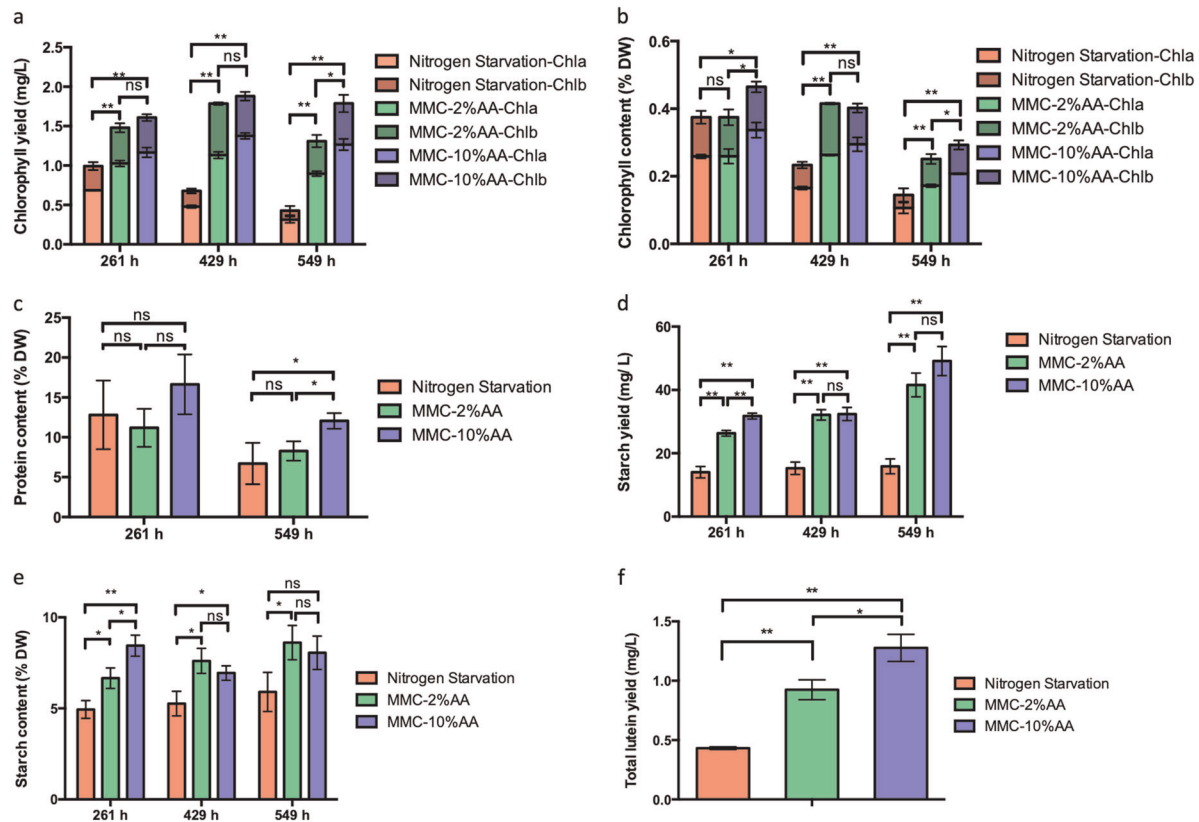 a
Chlorophyll yield (mg/L)
2.5
2.0
1.5
1.0
0.5
0.0
** ** ns
** ** ns
** ** *
261 h 429 h 549 h
Nitrogen Starvation-Chla
Nitrogen Starvation-Chlb
MMC-2%AA-Chla
MMC-2%AA-Chlb
MMC-10%AA-Chla
MMC-10%AA-Chlb
b
Chlorophyll content (% DW)
0.6
0.4
0.2
0.0
* ns *
** ** ns
** ** *
261 h 429 h 549 h
Nitrogen Starvation-Chla
Nitrogen Starvation-Chlb
MMC-2%AA-Chla
MMC-2%AA-Chlb
MMC-10%AA-Chla
MMC-10%AA-Chlb
c
Protein content (% DW)
25
20
15
10
5
0
ns ns ns
* ns *
261 h 549 h
Nitrogen Starvation
MMC-2%AA
MMC-10%AA
d
Starch yield (mg/ L)
60
40
20
0
** ** **
** ** ns
** ** ns
261 h 429 h 549 h
Nitrogen Starvation
MMC-2%AA
MMC-10%AA
e
Starch content (% DW)
10
5
0
** * *
* * ns
ns * ns
261 h 429 h 549 h
Nitrogen Starvation
MMC-2%AA
MMC-10%AA
f
Total lutein yield (mg/L)
1.5
1.0
0.5
0.0
** ** *
Nitrogen Starvation
MMC-2%AA
MMC-10%AA